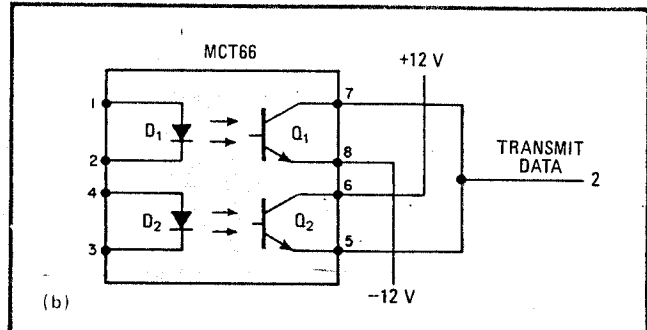 MCT66
+12 V
1
7
D1
Q1
2
8
TRANSMIT
DATA
2
4
6
D2
Q2
3
5
−12 V
(b)